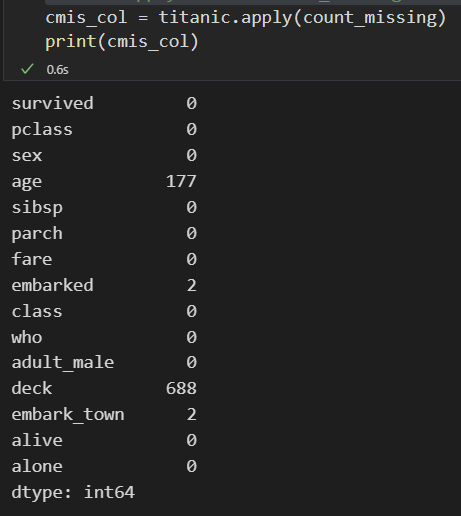 cmis_col = titanic.apply(count_missing)
print(cmis_col)
✓ 0.6s
survived 0
pclass 0
sex 0
age 177
sibsp 0
parch 0
fare 0
embarked 2
class 0
who 0
adult_male 0
deck 688
embark_town 2
alive 0
alone 0
dtype: int64